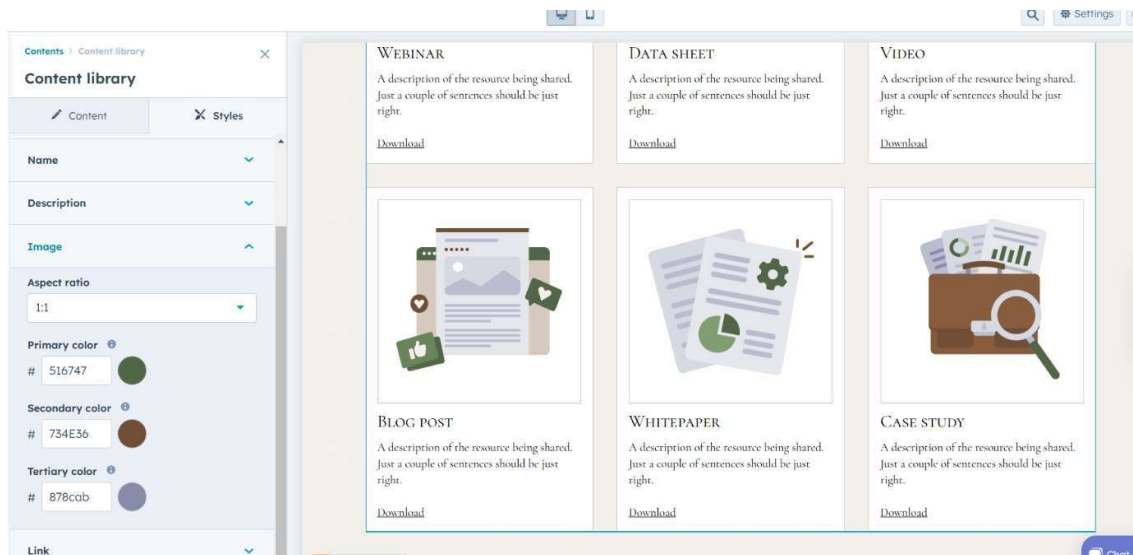 Settings
Contents › Content library
Content library
Content
Styles
Name
Description
Image
Aspect ratio
1:1
Primary color
# 516747
Secondary color
# 734E36
Tertiary color
# 878cab
Link
WEBINAR
A description of the resource being shared.
Just a couple of sentences should be just
right.
Download
DATA SHEET
A description of the resource being shared.
Just a couple of sentences should be just
right.
Download
VIDEO
A description of the resource being shared.
Just a couple of sentences should be just
right.
Download
BLOG POST
A description of the resource being shared.
Just a couple of sentences should be just
right.
Download
WHITEPAPER
A description of the resource being shared.
Just a couple of sentences should be just
right.
Download
CASE STUDY
A description of the resource being shared.
Just a couple of sentences should be just
right.
Download
Chat